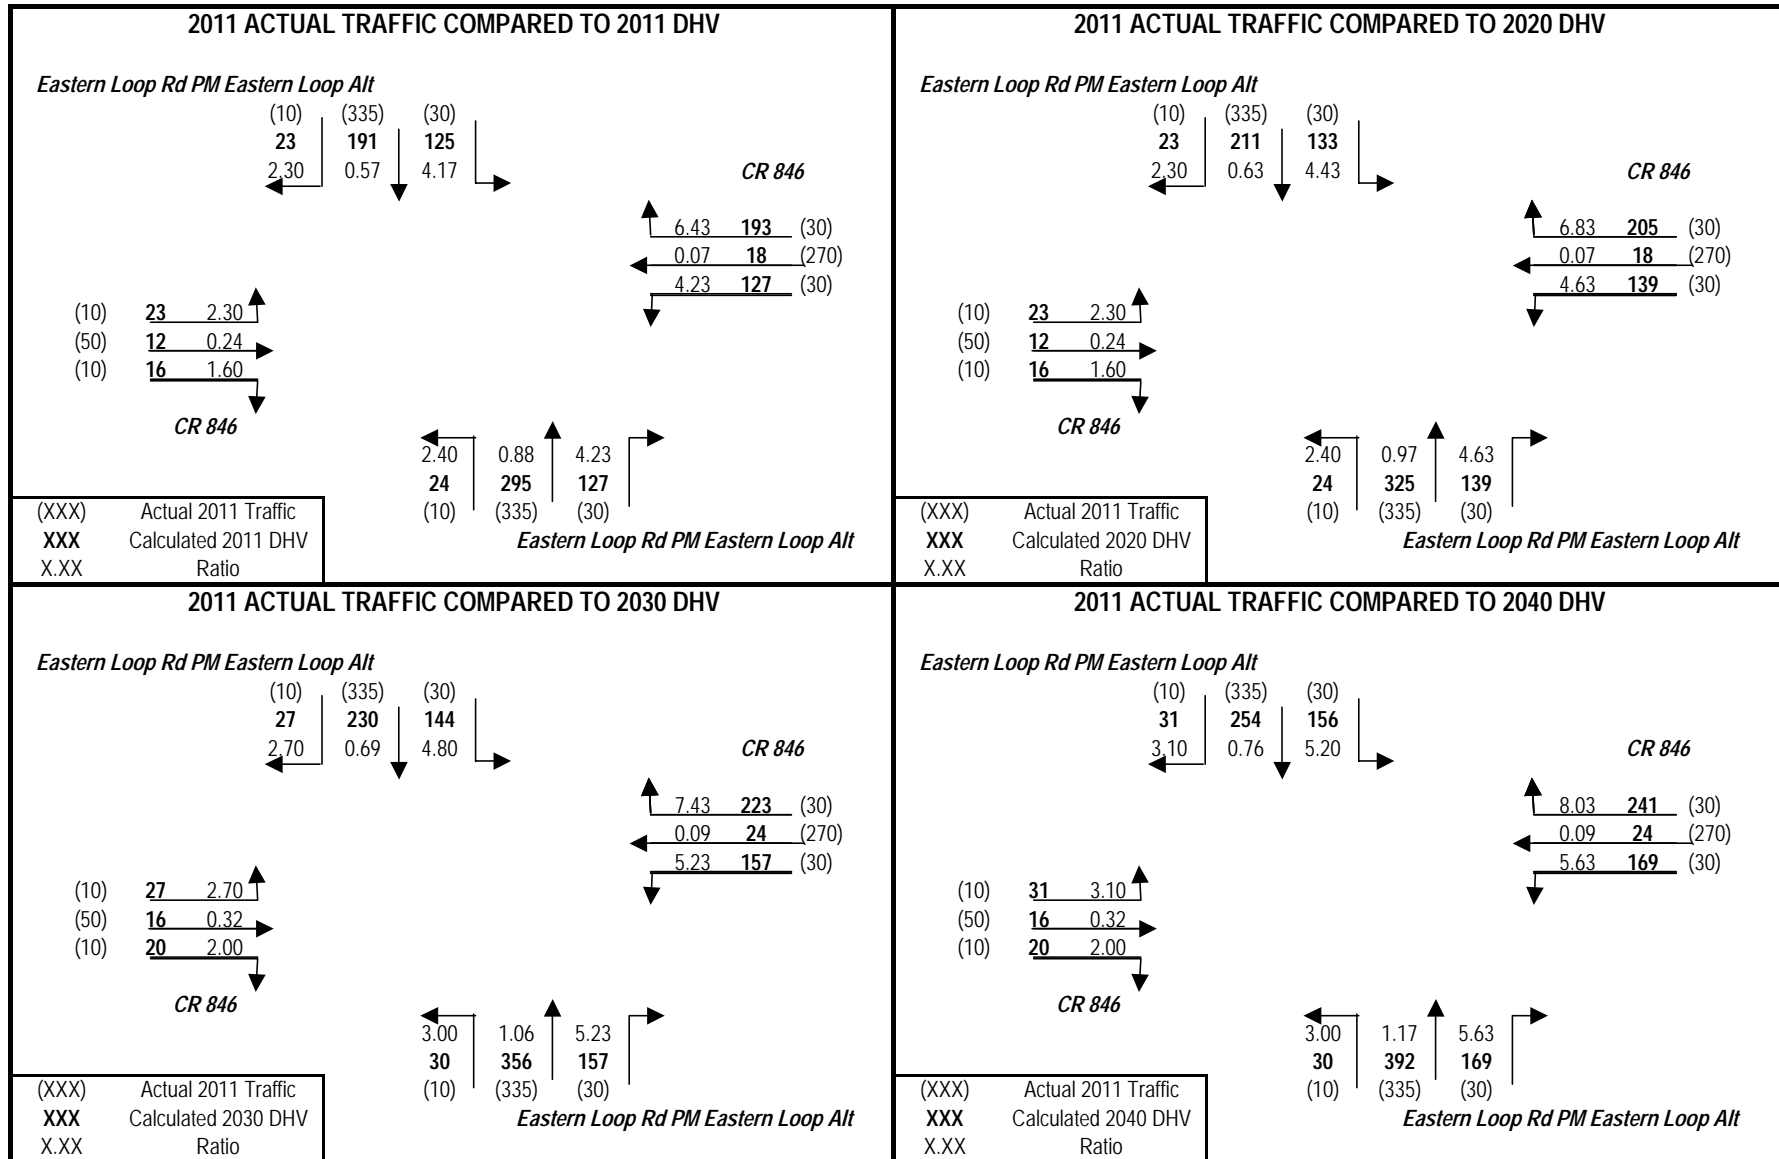 2011 ACTUAL TRAFFIC COMPARED TO 2011 DHV
Eastern Loop Rd PM Eastern Loop Alt
(10) (335) (30)
23 191 125
2.30 0.57 4.17
CR 846
6.43 193 (30)
0.07 18 (270)
4.23 127 (30)
(10) 23 2.30
(50) 12 0.24
(10) 16 1.60
CR 846
2.40 0.88 4.23
24 295 127
(10) (335) (30)
Eastern Loop Rd PM Eastern Loop Alt
(XXX) Actual 2011 Traffic
XXX Calculated 2011 DHV
X.XX Ratio
2011 ACTUAL TRAFFIC COMPARED TO 2020 DHV
Eastern Loop Rd PM Eastern Loop Alt
(10) (335) (30)
23 211 133
2.30 0.63 4.43
CR 846
6.83 205 (30)
0.07 18 (270)
4.63 139 (30)
(10) 23 2.30
(50) 12 0.24
(10) 16 1.60
CR 846
2.40 0.97 4.63
24 325 139
(10) (335) (30)
Eastern Loop Rd PM Eastern Loop Alt
(XXX) Actual 2011 Traffic
XXX Calculated 2020 DHV
X.XX Ratio
2011 ACTUAL TRAFFIC COMPARED TO 2030 DHV
Eastern Loop Rd PM Eastern Loop Alt
(10) (335) (30)
27 230 144
2.70 0.69 4.80
CR 846
7.43 223 (30)
0.09 24 (270)
5.23 157 (30)
(10) 27 2.70
(50) 16 0.32
(10) 20 2.00
CR 846
3.00 1.06 5.23
30 356 157
(10) (335) (30)
Eastern Loop Rd PM Eastern Loop Alt
(XXX) Actual 2011 Traffic
XXX Calculated 2030 DHV
X.XX Ratio
2011 ACTUAL TRAFFIC COMPARED TO 2040 DHV
Eastern Loop Rd PM Eastern Loop Alt
(10) (335) (30)
31 254 156
3.10 0.76 5.20
CR 846
8.03 241 (30)
0.09 24 (270)
5.63 169 (30)
(10) 31 3.10
(50) 16 0.32
(10) 20 2.00
CR 846
3.00 1.17 5.63
30 392 169
(10) (335) (30)
Eastern Loop Rd PM Eastern Loop Alt
(XXX) Actual 2011 Traffic
XXX Calculated 2040 DHV
X.XX Ratio